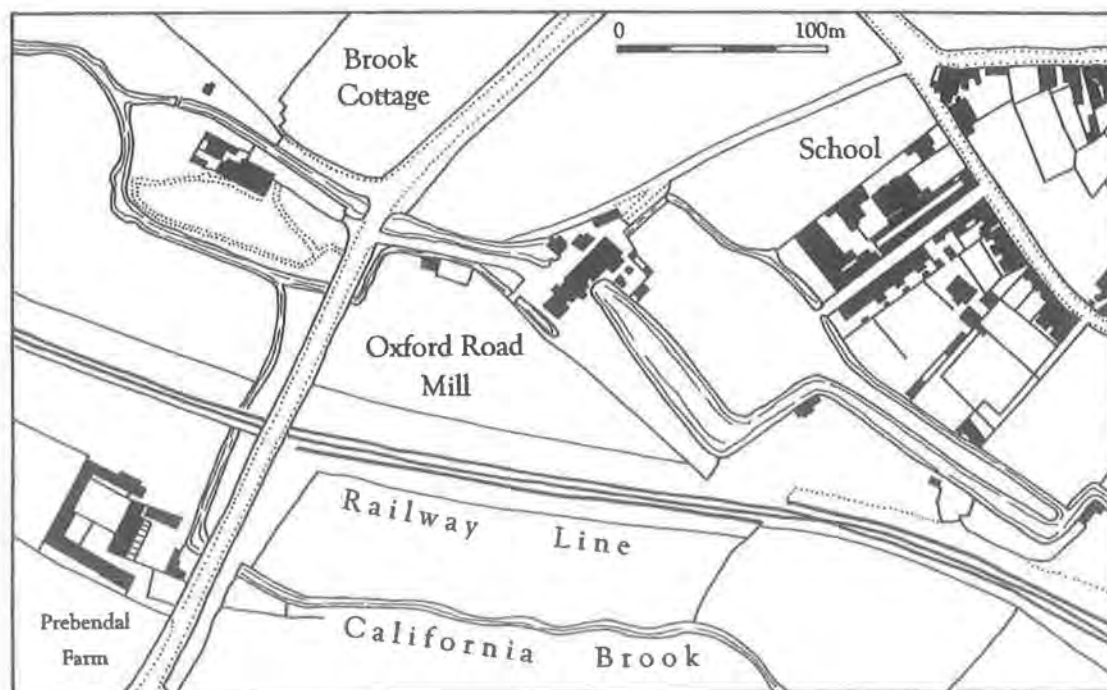 Brook
Cottage
0 100m
School
Oxford Road
Mill
Railway Line
Prebendal
Farm
California Brook